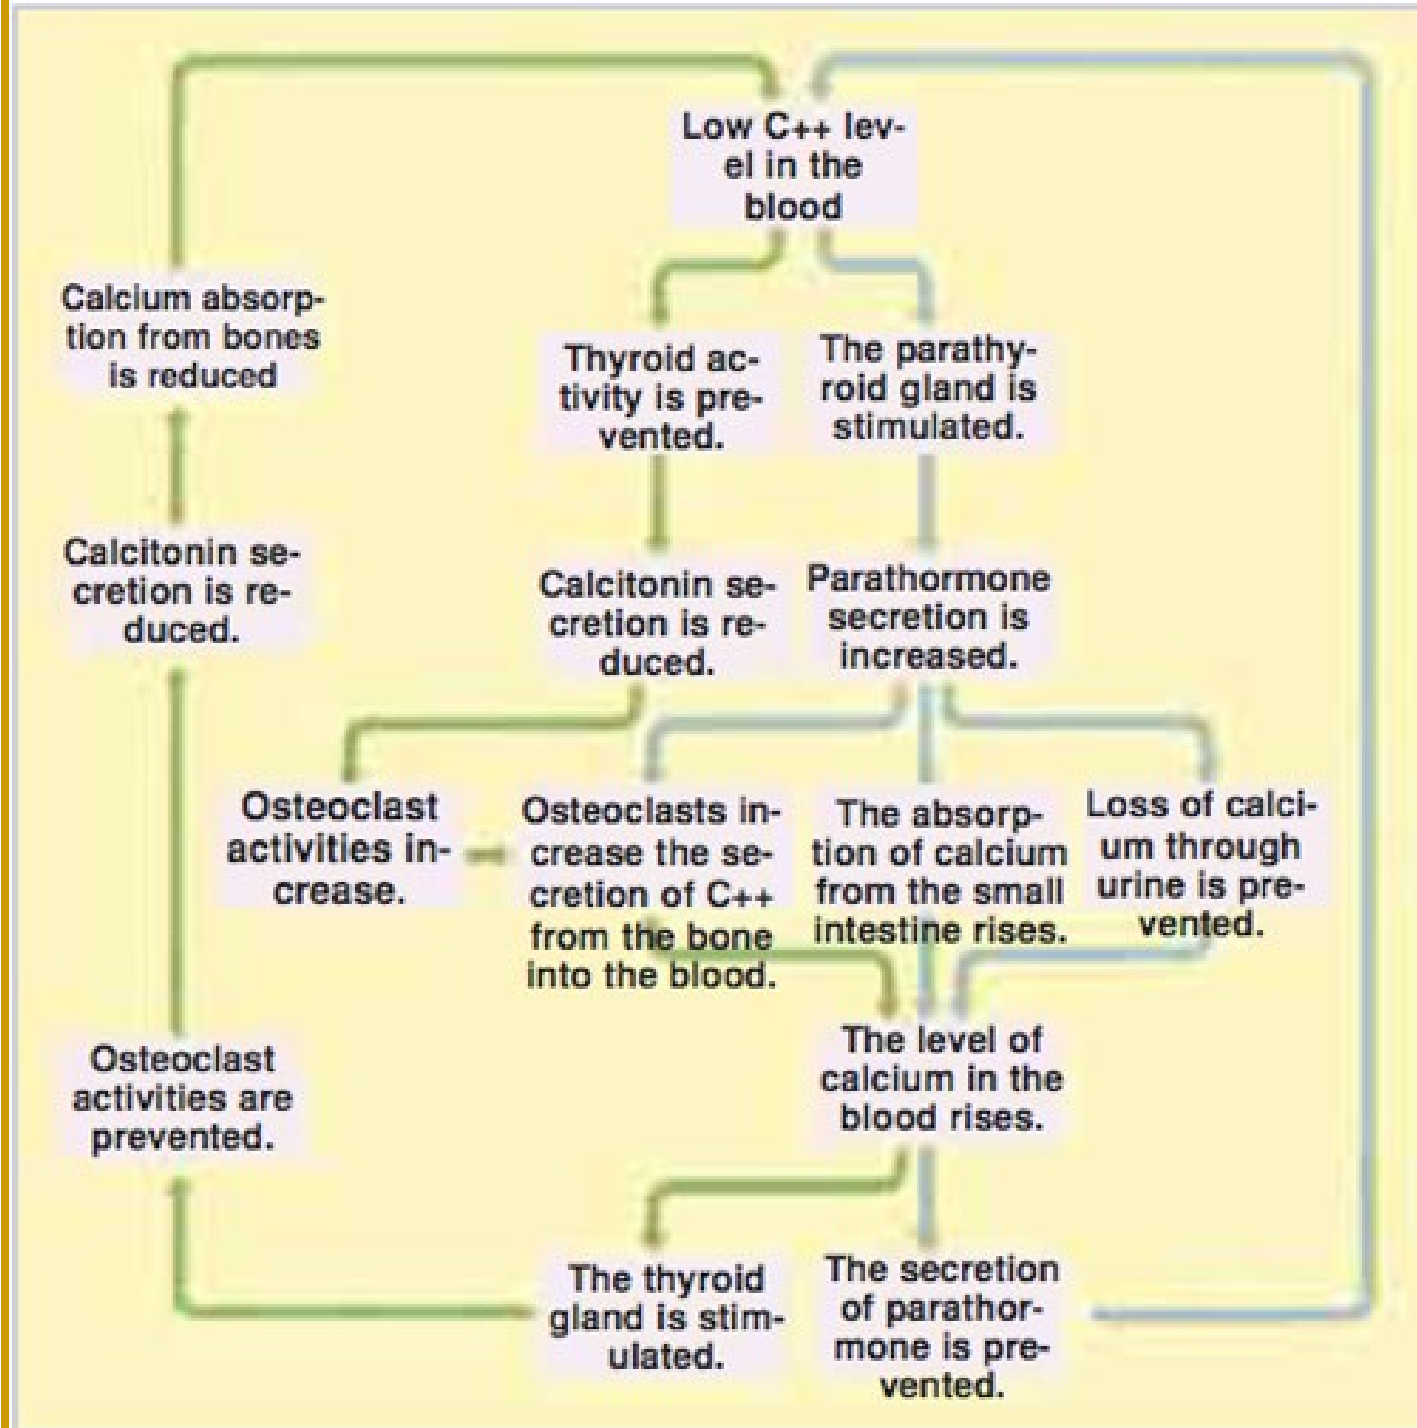 Low C++ lev-
el in the
blood
Calcium absorp-
tion from bones
is reduced
Thyroid ac-
tivity is pre-
vented.
The parathy-
roid gland is
stimulated.
Calcitonin se-
cretion is re-
duced.
Calcitonin se-
cretion is re-
duced.
Parathormone
secretion is
increased.
Osteoclast
activities in-
crease.
Osteoclasts in-
crease the se-
cretion of C++
from the bone
into the blood.
The absorp-
tion of calcium
from the small
intestine rises.
Loss of calci-
um through
urine is pre-
vented.
Osteoclast
activities are
prevented.
The level of
calcium in the
blood rises.
The thyroid
gland is stim-
ulated.
The secretion
of parathor-
mone is pre-
vented.